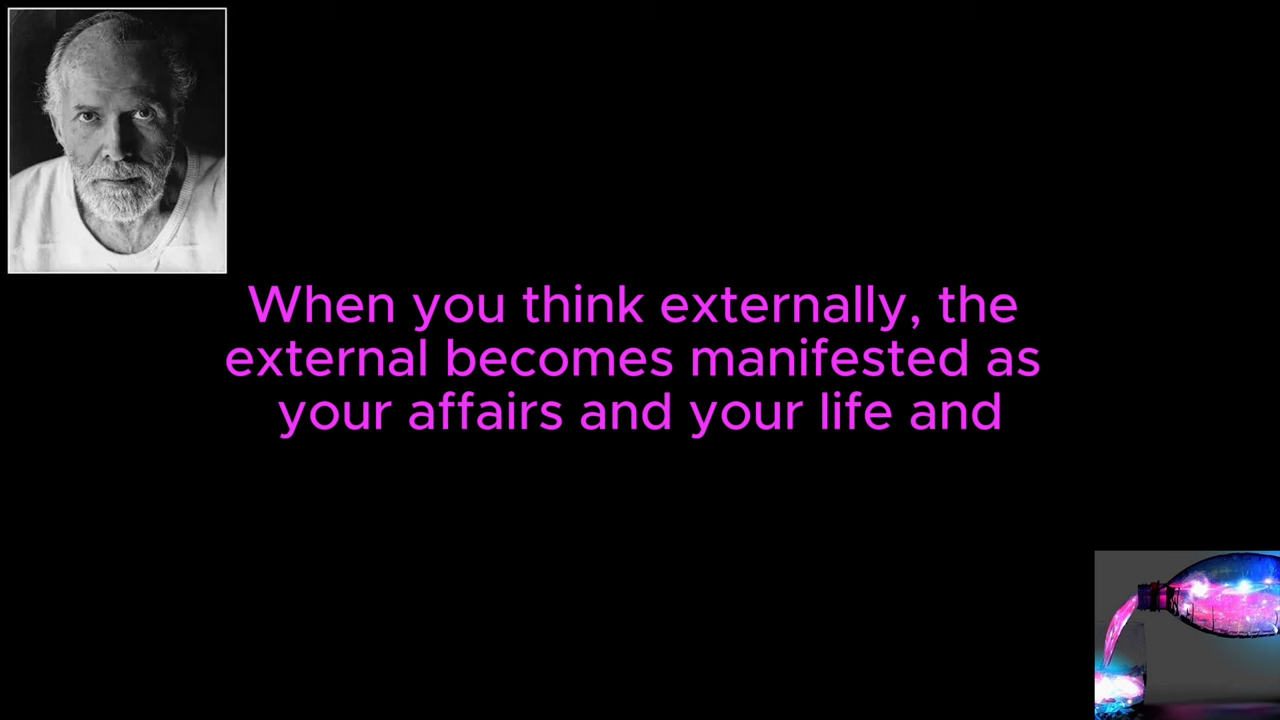 When you think externally, the
external becomes manifested as
your affairs and your life and